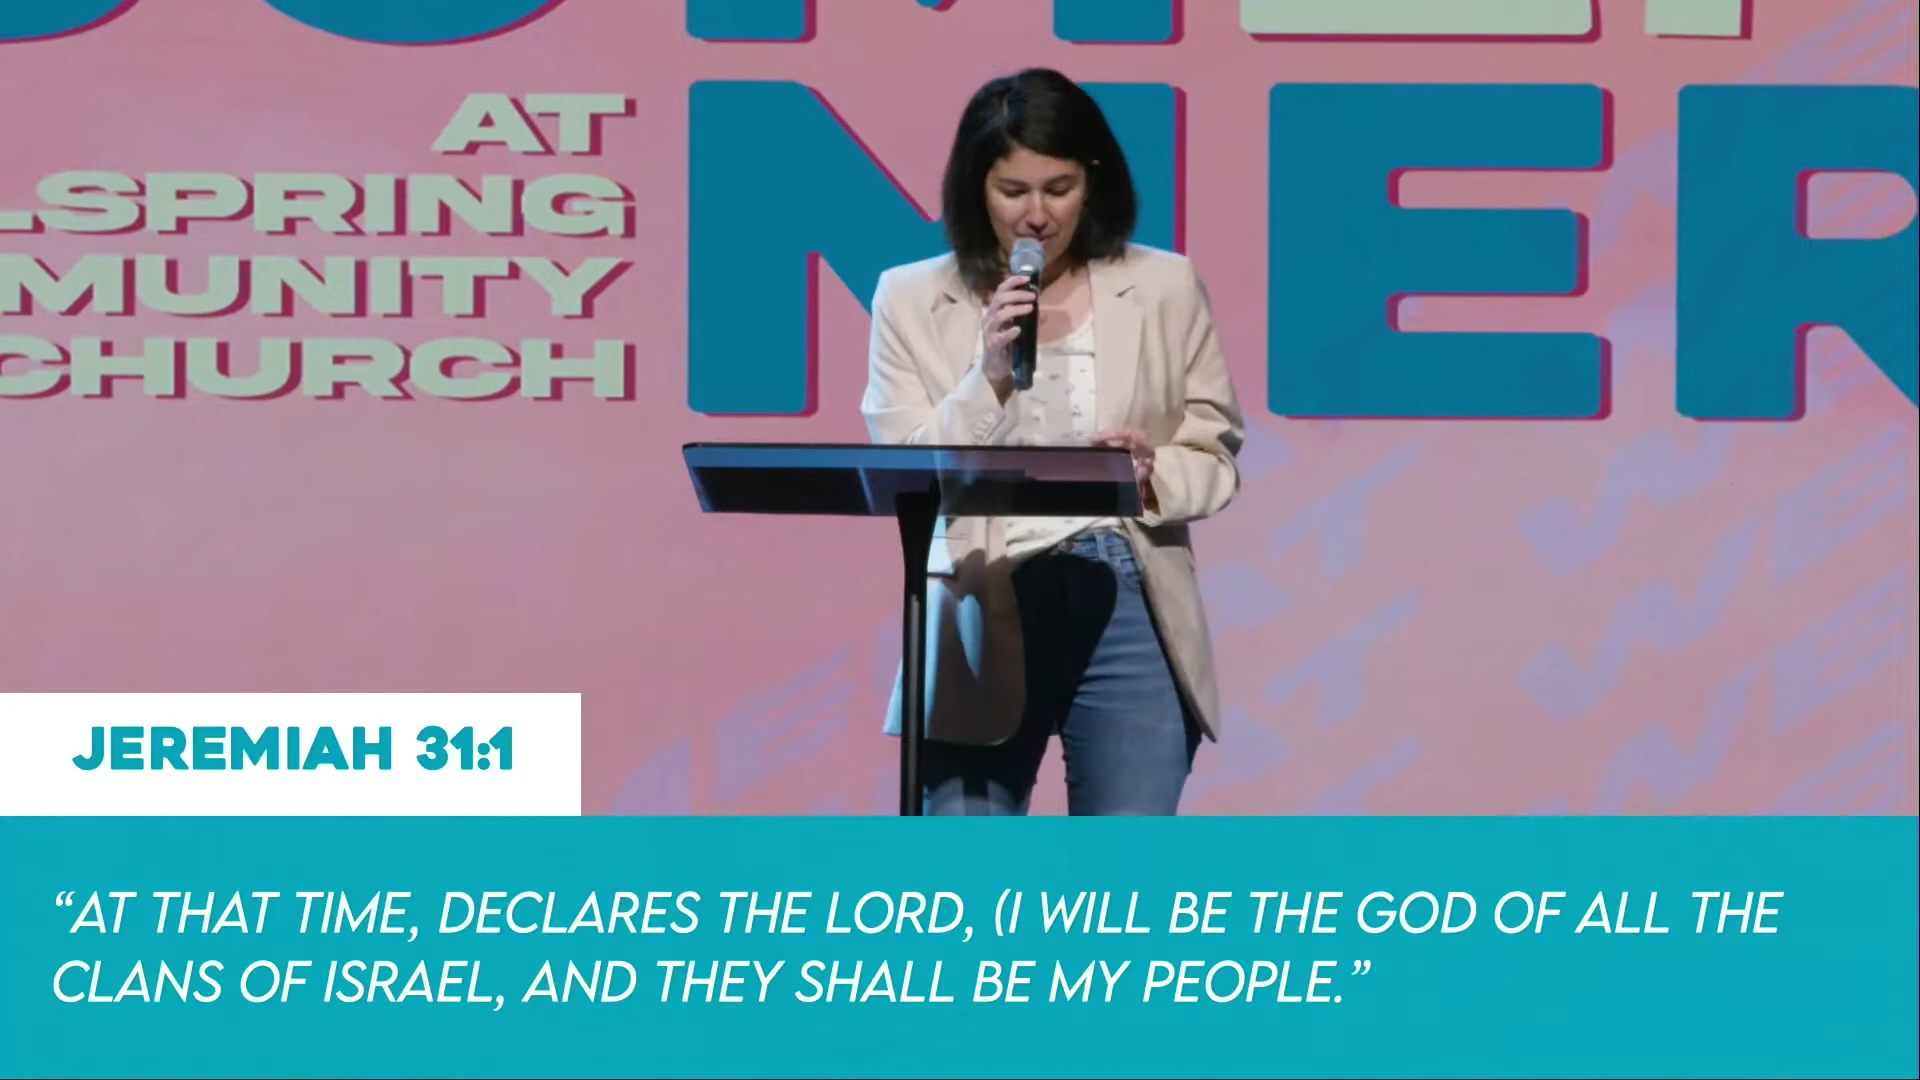 AT
LSPRING
MUNITY
CHURCH
NER
JEREMIAH 31:1
“AT THAT TIME, DECLARES THE LORD, (I WILL BE THE GOD OF ALL THE
CLANS OF ISRAEL, AND THEY SHALL BE MY PEOPLE.”